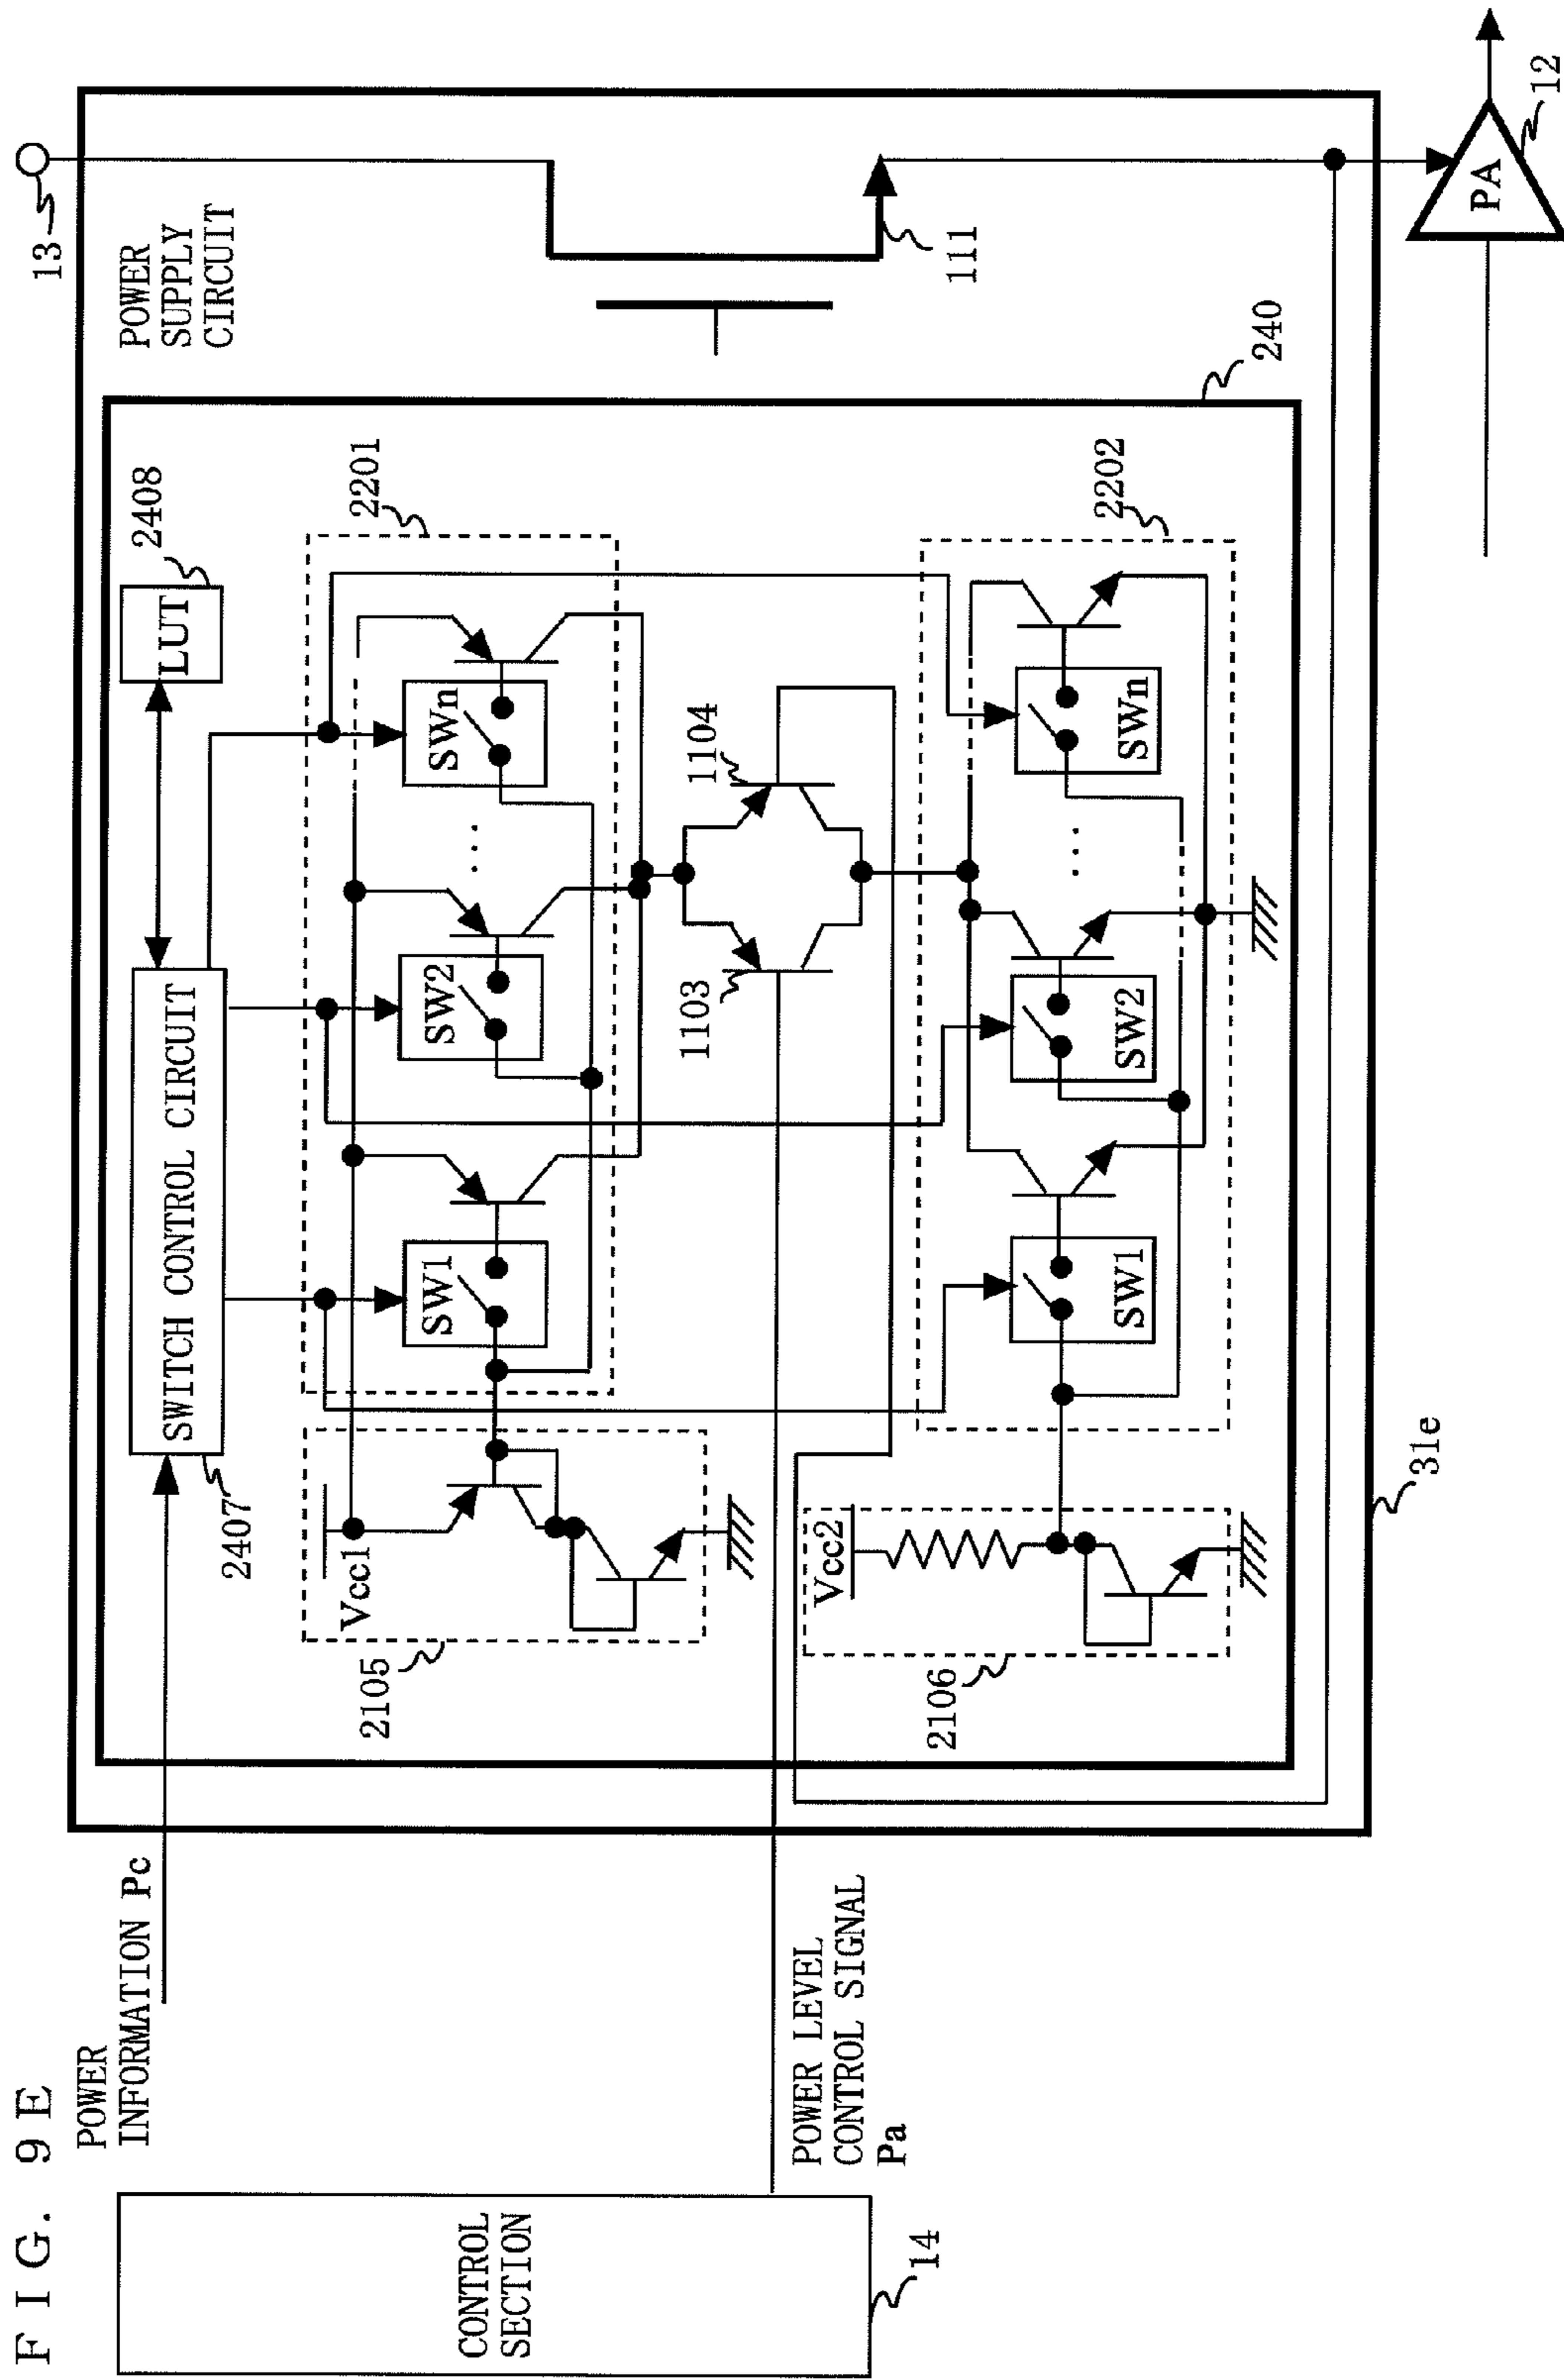 F I G. 9 E
POWER
INFORMATION Pc
CONTROL
SECTION
14
POWER LEVEL
CONTROL SIGNAL
Pa
13
POWER
SUPPLY
CIRCUIT
SWITCH CONTROL CIRCUIT
2407
LUT
2408
2201
Vcc1
2105
SW1
SW2
...
SWn
1103
1104
111
Vcc2
2106
2202
SW1
SW2
...
SWn
240
31e
PA
12